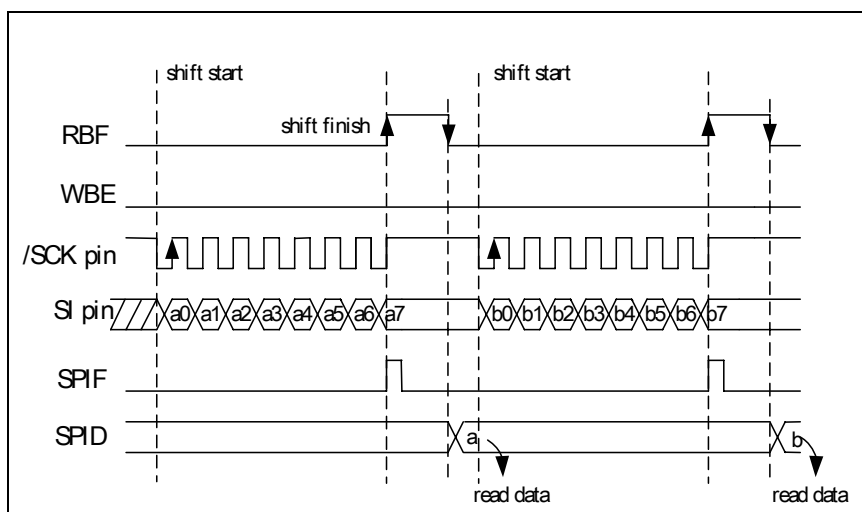 shift start shift start
RBF shift finish
WBE
/SCK pin
SI pin a0 a1 a2 a3 a4 a5 a6 a7 b0 b1 b2 b3 b4 b5 b6 b7
SPIF
SPID a b
read data read data